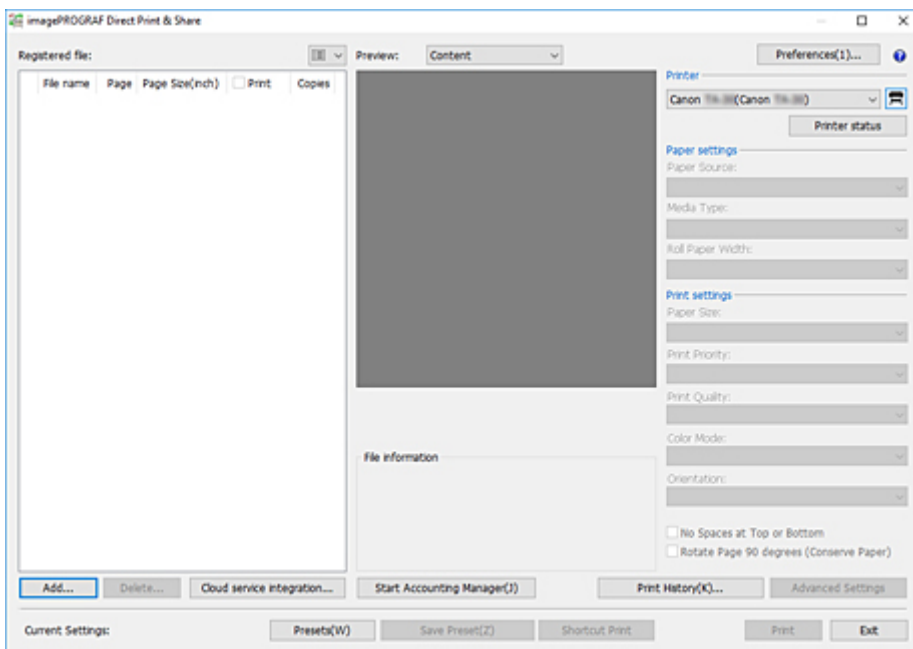 imagePROGRAF Direct Print & Share
Registered file:
Preview:
Content
Preferences(1)...
File name Page Page Size(inch) Print Copies
Printer
Canon (Canon )
Printer status
Paper settings
Paper Source:
Media Type:
Roll Paper Width:
Print settings
Paper Size:
Print Priority:
Print Quality:
Color Mode:
Orientation:
File information
No Spaces at Top or Bottom
Rotate Page 90 degrees (Conserve Paper)
Add... Delete... Cloud service integration... Start Accounting Manager(J) Print History(K)... Advanced Settings
Current Settings: Presets(W) Save Preset(Z) Shortcut Print Print Exit